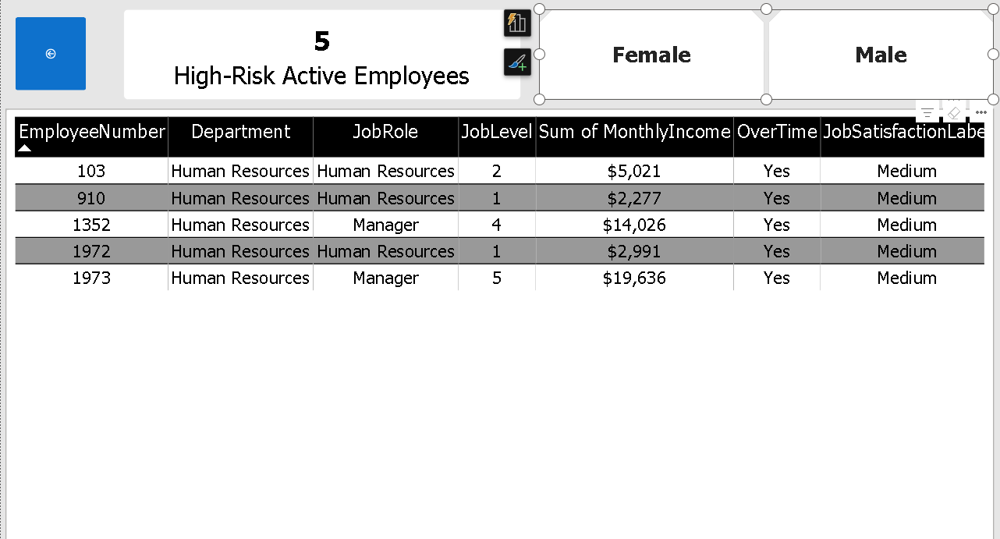 5
High-Risk Active Employees
Female
Male
EmployeeNumber Department JobRole JobLevel Sum of MonthlyIncome OverTime JobSatisfactionLabe
103 Human Resources Human Resources 2 $5,021 Yes Medium
910 Human Resources Human Resources 1 $2,277 Yes Medium
1352 Human Resources Manager 4 $14,026 Yes Medium
1972 Human Resources Human Resources 1 $2,991 Yes Medium
1973 Human Resources Manager 5 $19,636 Yes Medium